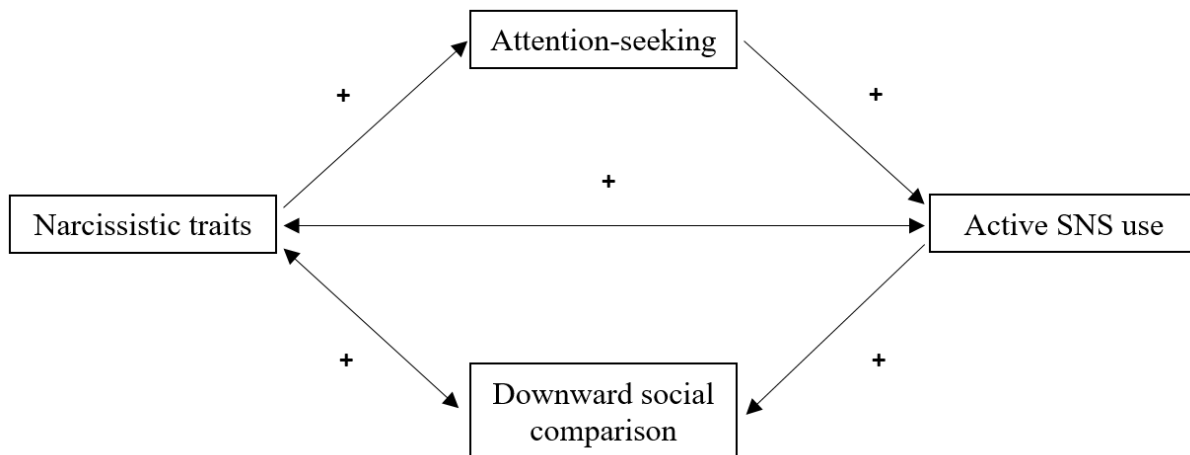 Attention-seeking
+
+
+
Narcissistic traits
Active SNS use
+
+
Downward social
comparison